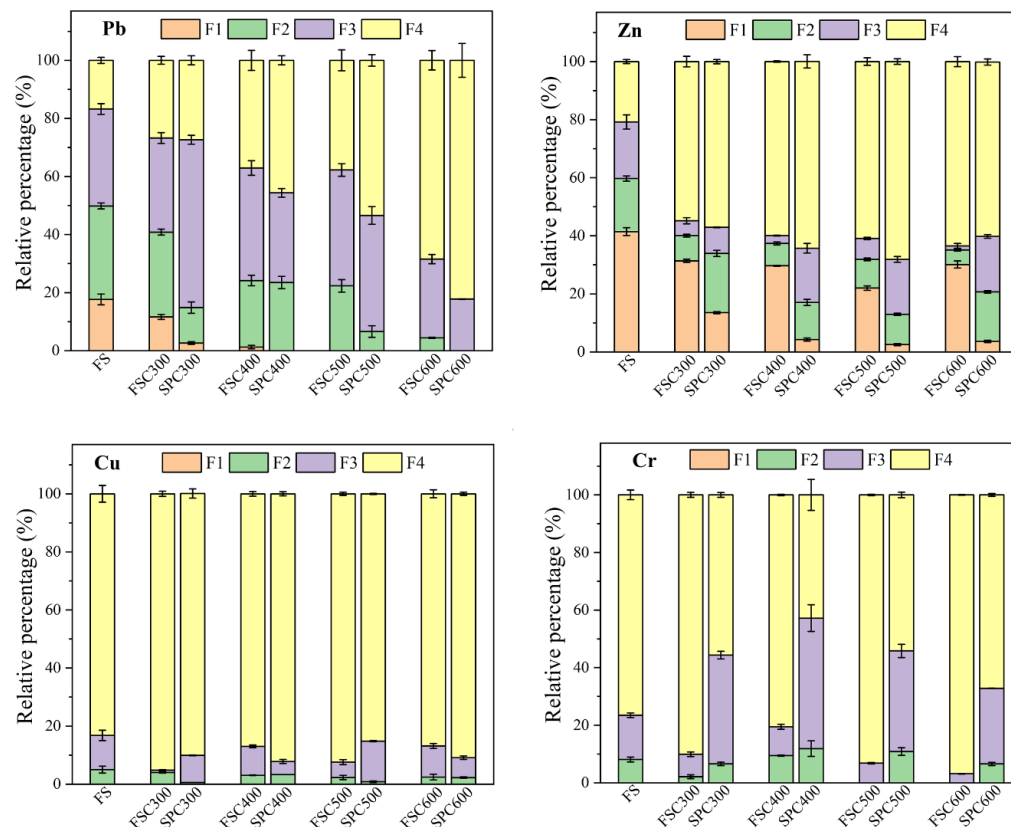 Pb F1 F2 F3 F4
Relative percentage (%)
100
80
60
40
20
0
FS FSC300 SPC300 FSC400 SPC400 FSC500 SPC500 FSC600 SPC600
Zn F1 F2 F3 F4
Relative percentage (%)
100
80
60
40
20
0
FS FSC300 SPC300 FSC400 SPC400 FSC500 SPC500 FSC600 SPC600
Cu F1 F2 F3 F4
Relative percentage (%)
100
80
60
40
20
0
FS FSC300 SPC300 FSC400 SPC400 FSC500 SPC500 FSC600 SPC600
Cr F1 F2 F3 F4
Relative percentage (%)
100
80
60
40
20
0
FS FSC300 SPC300 FSC400 SPC400 FSC500 SPC500 FSC600 SPC600